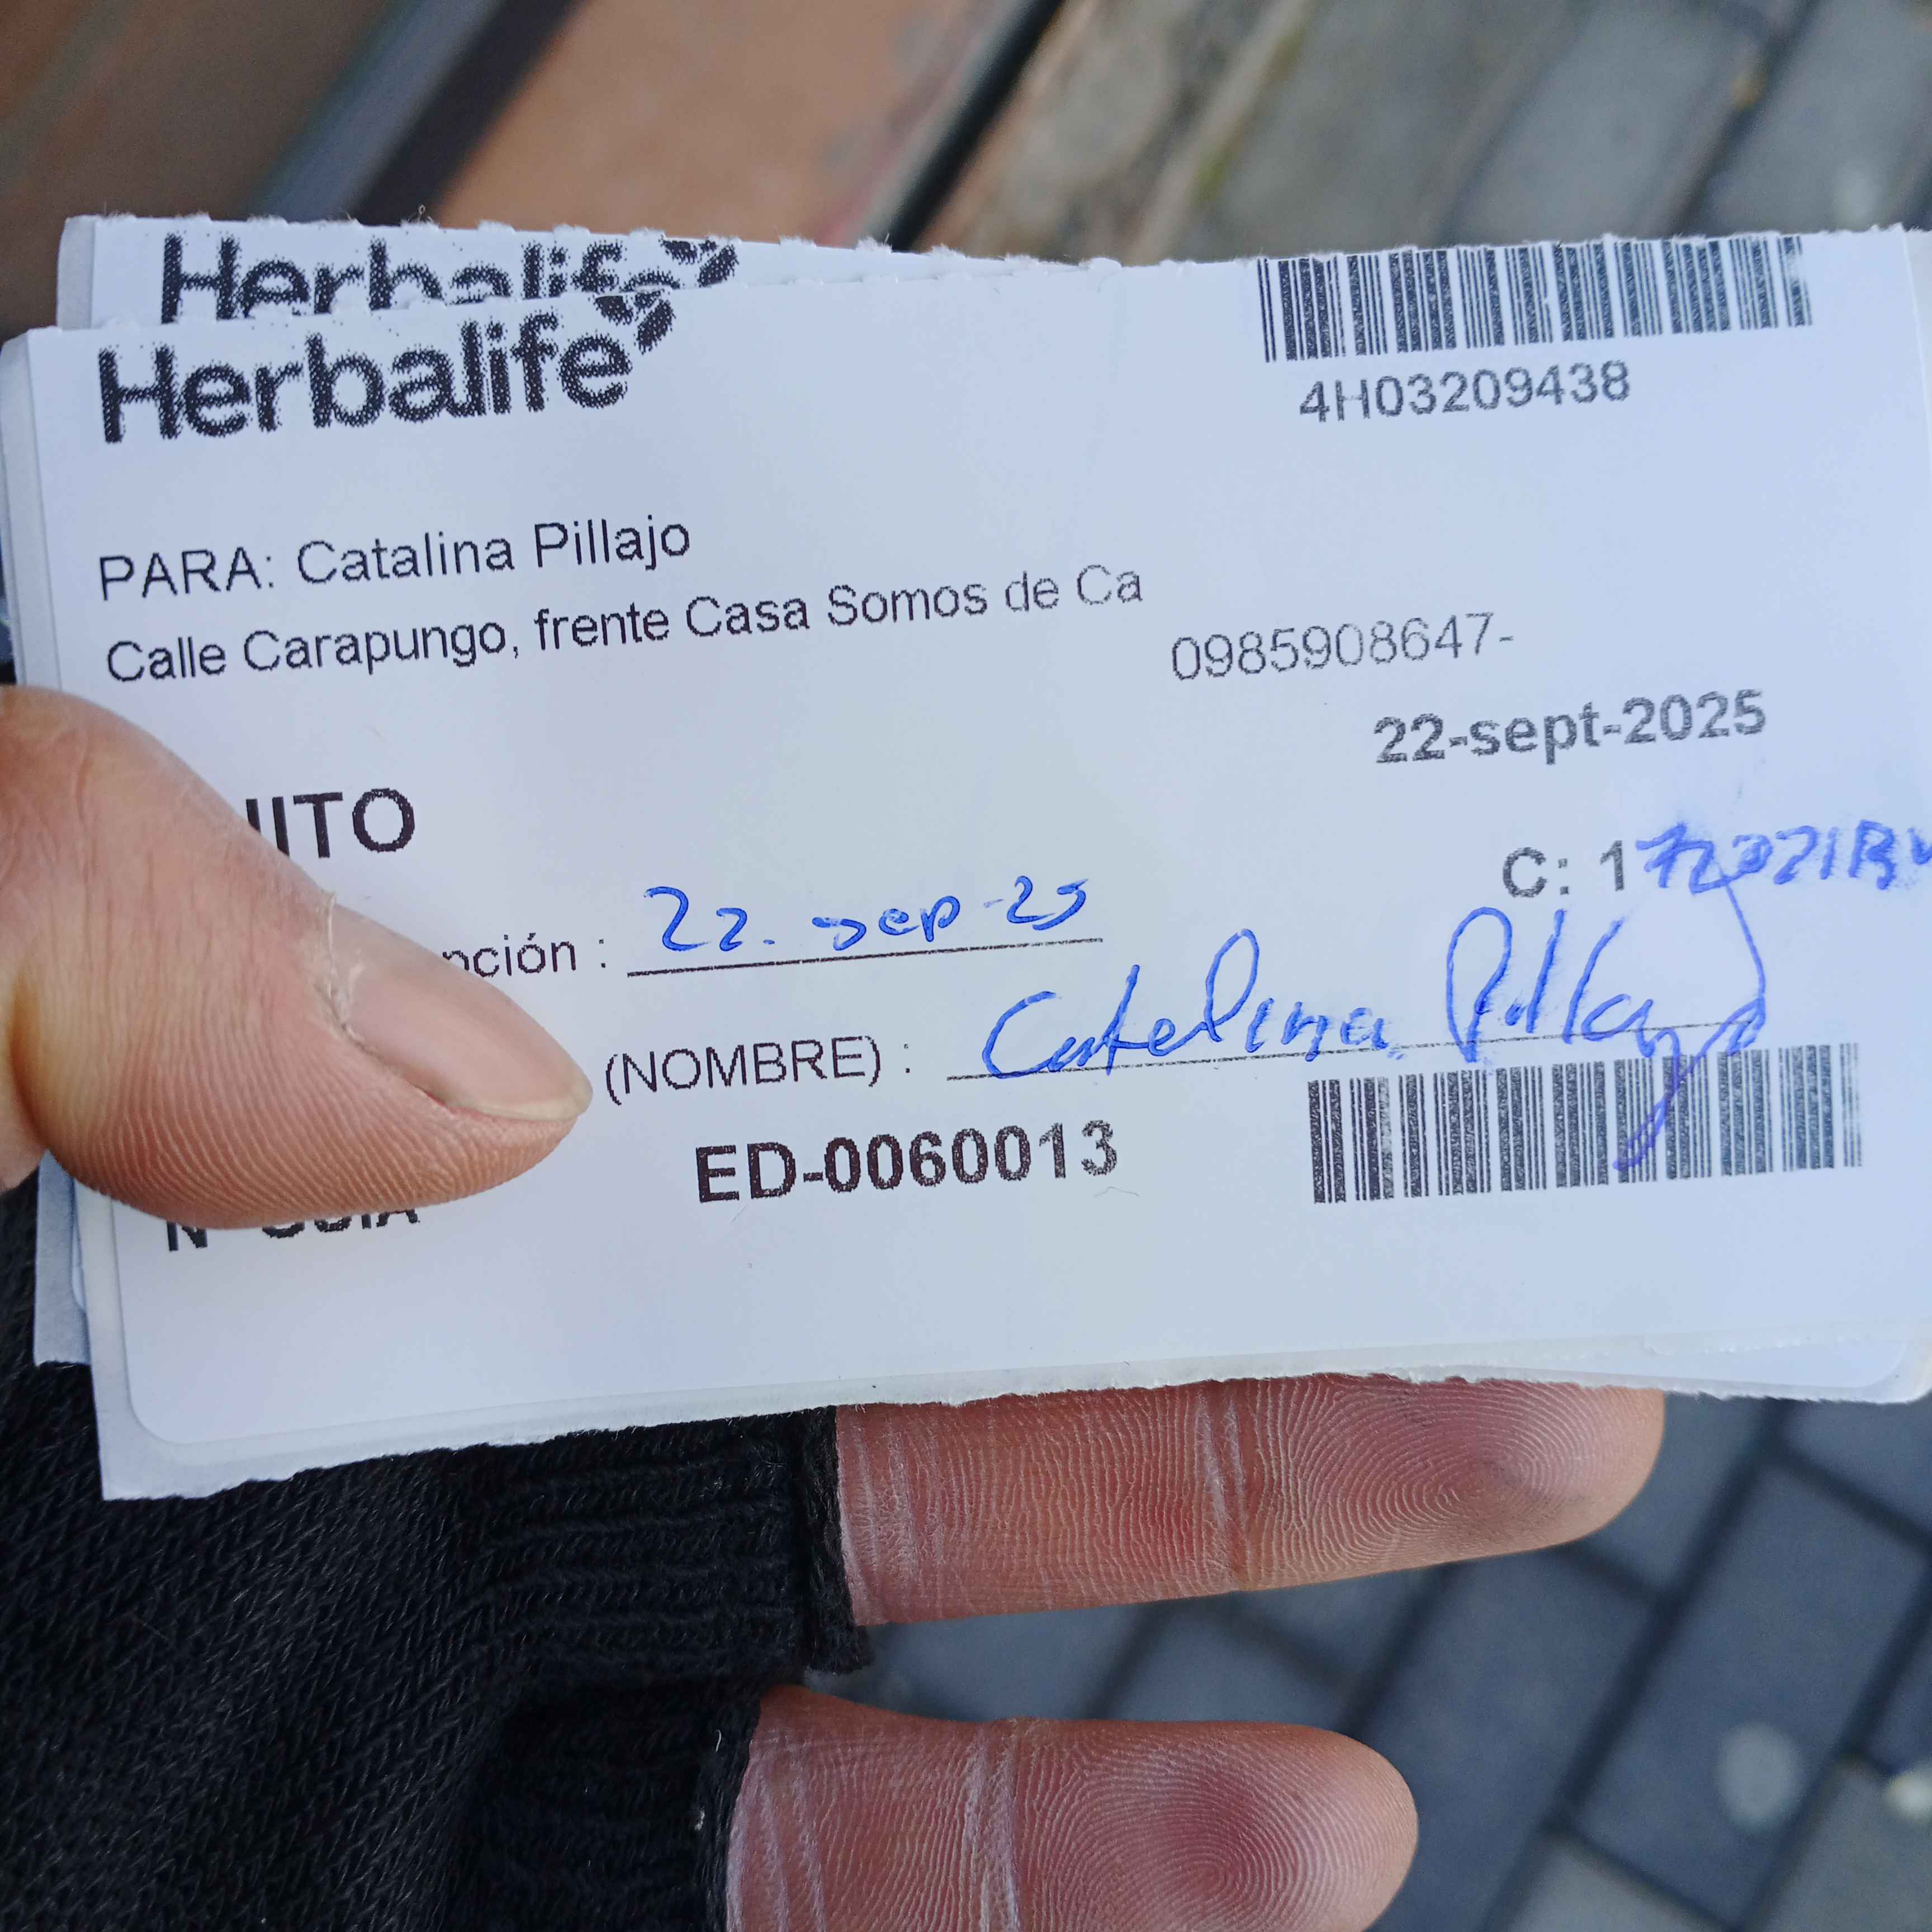 Herbalife
Herbalife
4H03209438
PARA: Catalina Pillajo
Calle Carapungo, frente Casa Somos de Ca
0985908647-
22-sept-2025
C: 1
22. sep-25
(NOMBRE) : Catalina Pillajo
ED-0060013